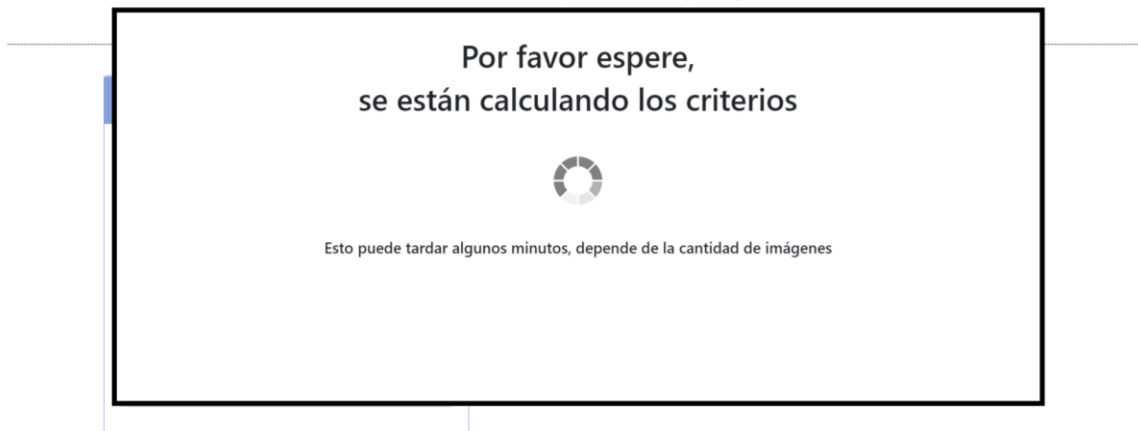 Por favor espere,
se están calculando los criterios
Esto puede tardar algunos minutos, depende de la cantidad de imágenes